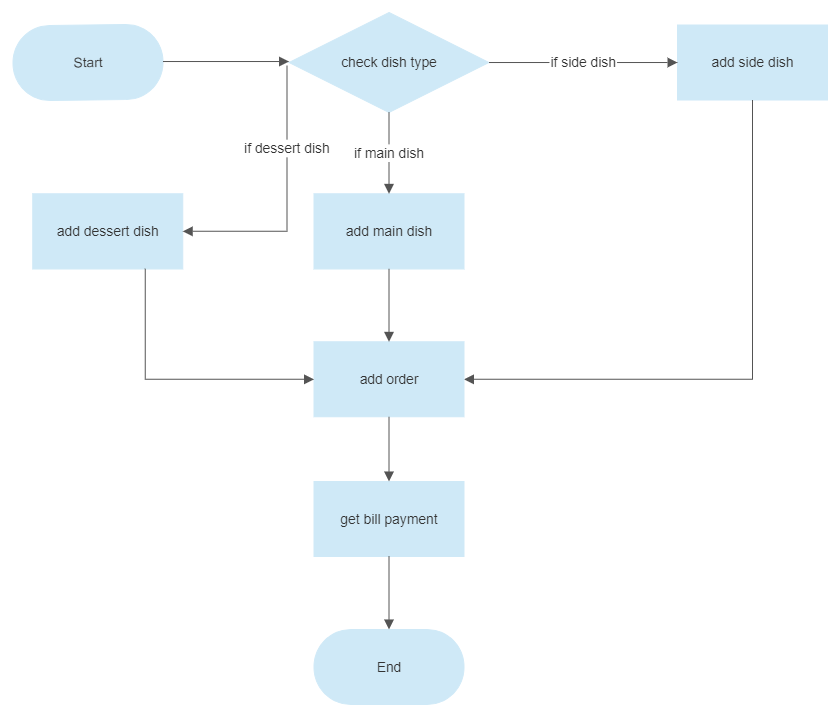 Start
check dish type
if side dish
add side dish
if dessert dish
if main dish
add dessert dish
add main dish
add order
get bill payment
End